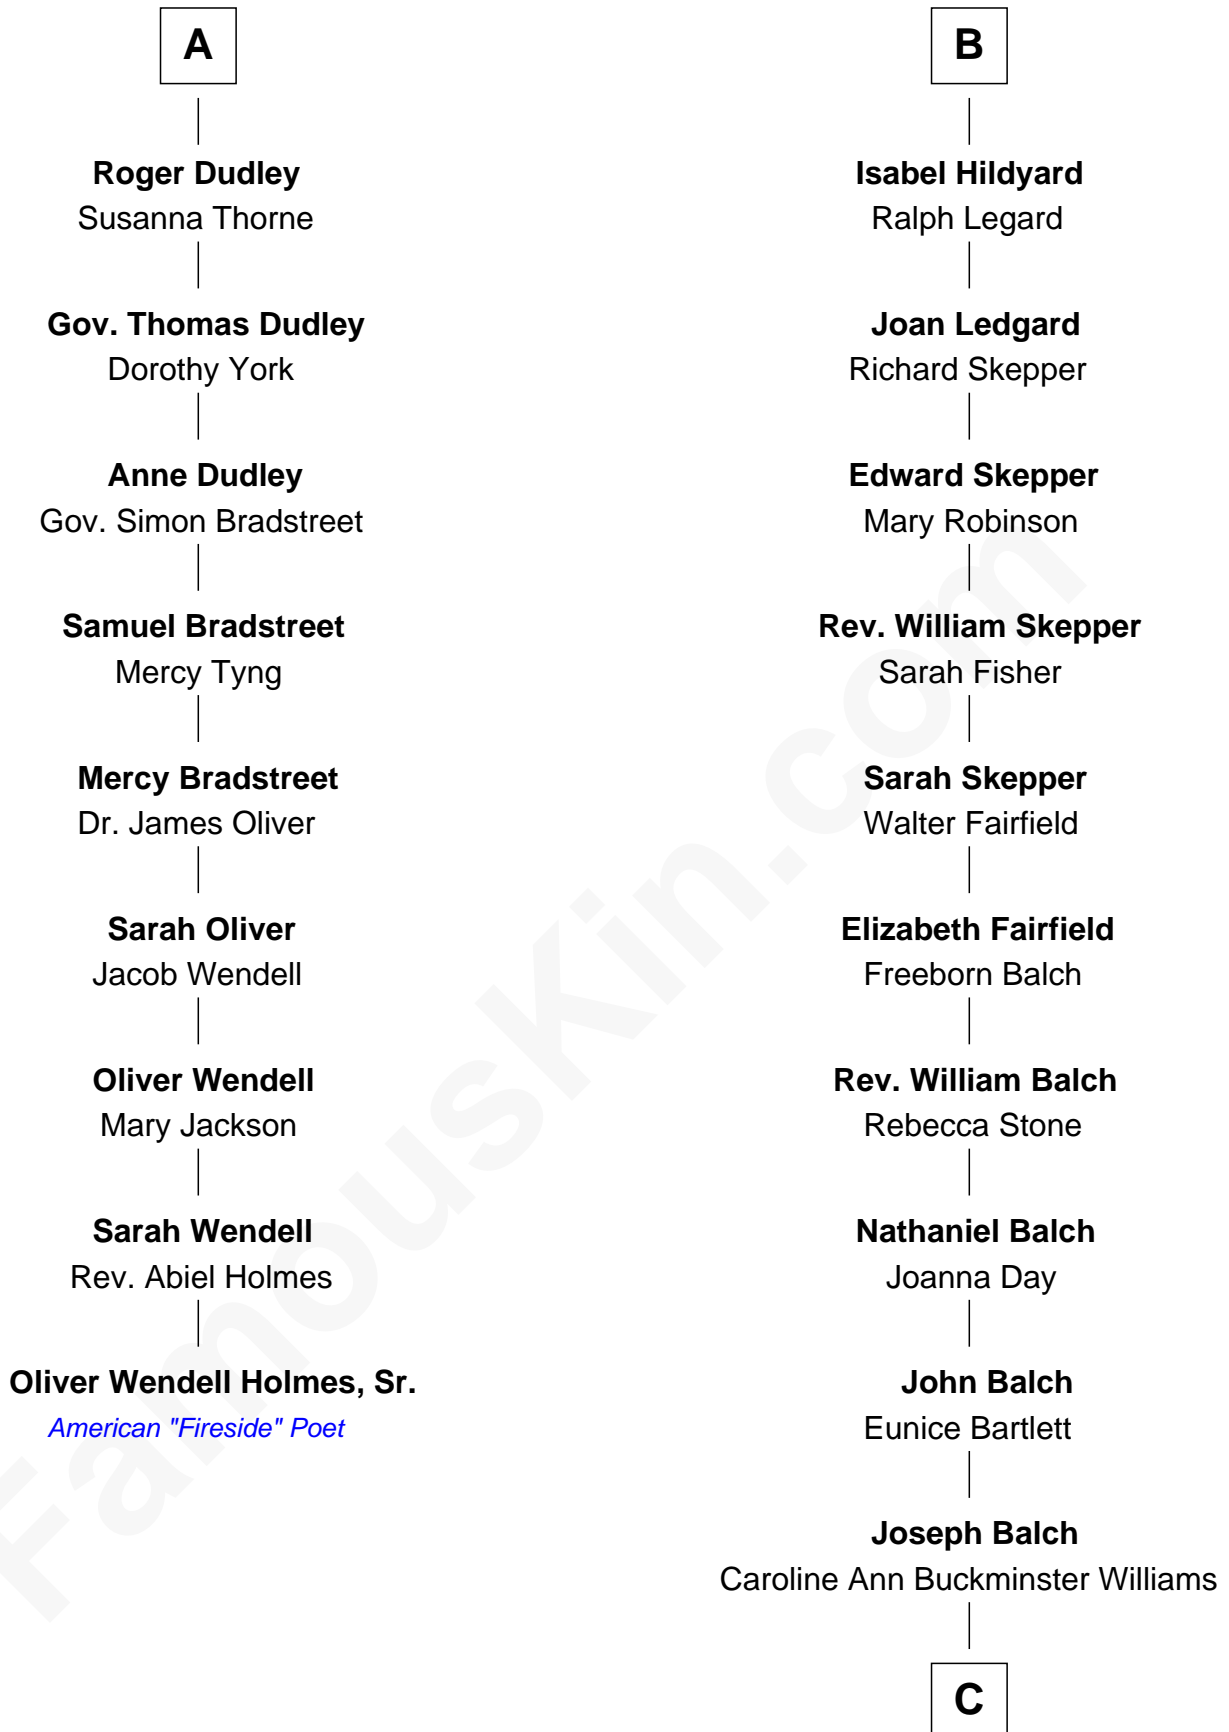 A
Roger Dudley
Susanna Thorne
Gov. Thomas Dudley
Dorothy York
Anne Dudley
Gov. Simon Bradstreet
Samuel Bradstreet
Mercy Tyng
Mercy Bradstreet
Dr. James Oliver
Sarah Oliver
Jacob Wendell
Oliver Wendell
Mary Jackson
Sarah Wendell
Rev. Abiel Holmes
Oliver Wendell Holmes, Sr.
American "Fireside" Poet
B
Isabel Hildyard
Ralph Legard
Joan Ledgard
Richard Skepper
Edward Skepper
Mary Robinson
Rev. William Skepper
Sarah Fisher
Sarah Skepper
Walter Fairfield
Elizabeth Fairfield
Freeborn Balch
Rev. William Balch
Rebecca Stone
Nathaniel Balch
Joanna Day
John Balch
Eunice Bartlett
Joseph Balch
Caroline Ann Buckminster Williams
C
FamousKin.com